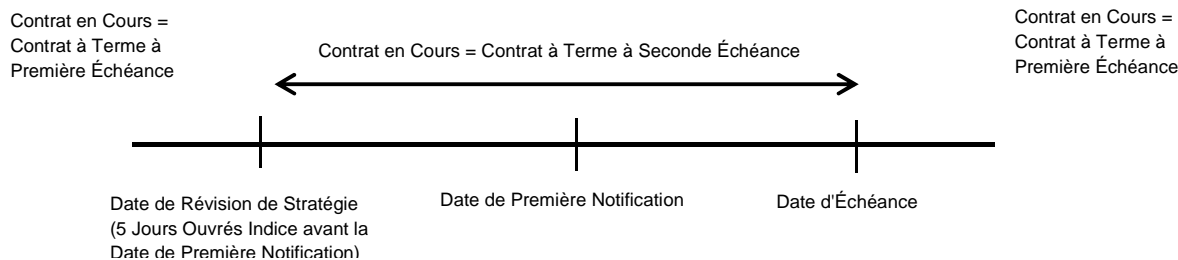 Contrat en Cours =
Contrat à Terme à
Première Échéance
Contrat en Cours = Contrat à Terme à Seconde Échéance
Contrat en Cours =
Contrat à Terme à
Première Échéance
Date de Révision de Stratégie
(5 Jours Ouvrés Indice avant la
Date de Première Notification)
Date de Première Notification
Date d'Échéance